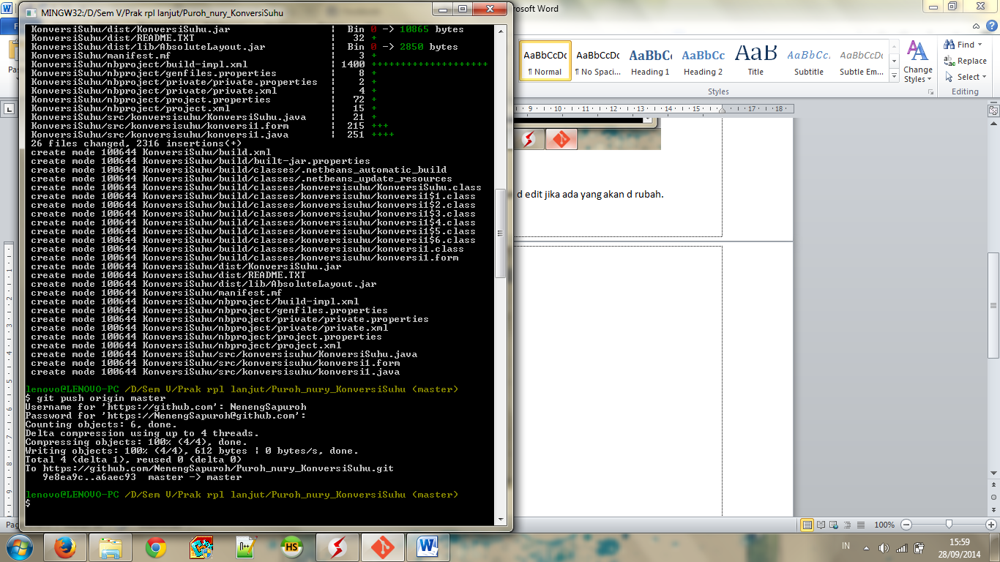 MINGW32:/D/Sem V/Prak rpl lanjut/Puroh_nury_KonversiSuhu
KonversiSuhu/dist/KonversiSuhu.jar | Bin 0 -> 10865 bytes
KonversiSuhu/dist/README.TXT | 32 +
KonversiSuhu/dist/lib/AbsoluteLayout.jar | Bin 0 -> 2850 bytes
KonversiSuhu/manifest.mf | 3 +
KonversiSuhu/nbproject/build-impl.xml | 1400 ++++++++++++++++++++
KonversiSuhu/nbproject/genfiles.properties | 8 +
KonversiSuhu/nbproject/private/private.properties | 2 +
KonversiSuhu/nbproject/private/private.xml | 4 +
KonversiSuhu/nbproject/project.properties | 72 +
KonversiSuhu/nbproject/project.xml | 15 +
KonversiSuhu/src/konversisuhu/KonversiSuhu.java | 21 +
KonversiSuhu/src/konversisuhu/konversi1.form | 215 +++
KonversiSuhu/src/konversisuhu/konversi1.java | 251 ++++
26 files changed, 2316 insertions(+)
create mode 100644 KonversiSuhu/build.xml
create mode 100644 KonversiSuhu/build/built-jar.properties
create mode 100644 KonversiSuhu/build/classes/.netbeans_automatic_build
create mode 100644 KonversiSuhu/build/classes/.netbeans_update_resources
create mode 100644 KonversiSuhu/build/classes/konversisuhu/KonversiSuhu.class
create mode 100644 KonversiSuhu/build/classes/konversisuhu/konversi1$1.class
create mode 100644 KonversiSuhu/build/classes/konversisuhu/konversi1$2.class
create mode 100644 KonversiSuhu/build/classes/konversisuhu/konversi1$3.class
create mode 100644 KonversiSuhu/build/classes/konversisuhu/konversi1$4.class
create mode 100644 KonversiSuhu/build/classes/konversisuhu/konversi1$5.class
create mode 100644 KonversiSuhu/build/classes/konversisuhu/konversi1$6.class
create mode 100644 KonversiSuhu/build/classes/konversisuhu/konversi1.class
create mode 100644 KonversiSuhu/build/classes/konversisuhu/konversi1.form
create mode 100644 KonversiSuhu/dist/KonversiSuhu.jar
create mode 100644 KonversiSuhu/dist/README.TXT
create mode 100644 KonversiSuhu/dist/lib/AbsoluteLayout.jar
create mode 100644 KonversiSuhu/manifest.mf
create mode 100644 KonversiSuhu/nbproject/build-impl.xml
create mode 100644 KonversiSuhu/nbproject/genfiles.properties
create mode 100644 KonversiSuhu/nbproject/private/private.properties
create mode 100644 KonversiSuhu/nbproject/private/private.xml
create mode 100644 KonversiSuhu/nbproject/project.properties
create mode 100644 KonversiSuhu/nbproject/project.xml
create mode 100644 KonversiSuhu/src/konversisuhu/KonversiSuhu.java
create mode 100644 KonversiSuhu/src/konversisuhu/konversi1.form
create mode 100644 KonversiSuhu/src/konversisuhu/konversi1.java
lenovo@LENOVO-PC /D/Sem V/Prak rpl lanjut/Puroh_nury_KonversiSuhu (master)
$ git push origin master
Username for 'https://github.com': NenengSapuroh
Password for 'https://NenengSapuroh@github.com':
Counting objects: 6, done.
Delta compression using up to 4 threads.
Compressing objects: 100% (4/4), done.
Writing objects: 100% (4/4), 612 bytes | 0 bytes/s, done.
Total 4 (delta 1), reused 0 (delta 0)
To https://github.com/NenengSapuroh/Puroh_nury_KonversiSuhu.git
9e8ea9c..a6aec93 master -> master
lenovo@LENOVO-PC /D/Sem V/Prak rpl lanjut/Puroh_nury_KonversiSuhu (master)
$
rosoft Word
AaBbCcDc AaBbCcDc AaBbCc AaBbCc AaB AaBbCc. AaBbCcDc
¶ Normal ¶ No Spaci... Heading 1 Heading 2 Title Subtitle Subtle Em...
Change Styles
Find
Replace
Select
Styles
Editing
9 10 11 12 13 14 15 17 18
d edit jika ada yang akan d rubah.
100%
HS
IN
15:59
28/09/2014